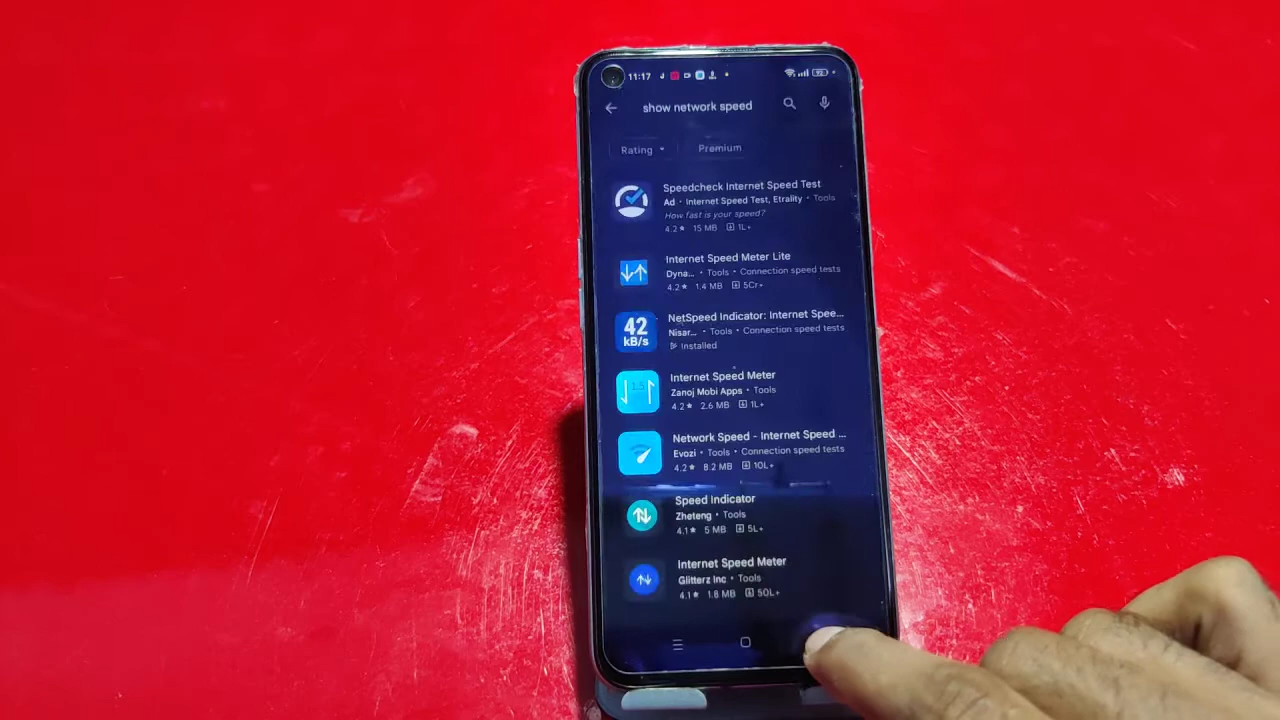 11:17 92
show network speed
Rating Premium
Speedcheck Internet Speed Test
Ad • Internet Speed Test, Etrality • Tools
How fast is your speed?
4.2★ 15 MB 1L+
Internet Speed Meter Lite
Dyna... • Tools • Connection speed tests
4.2★ 1.4 MB 5Cr+
42
kB/s
NetSpeed Indicator: Internet Spee...
Nisar... • Tools • Connection speed tests
Installed
1.5
Internet Speed Meter
Zanoj Mobi Apps • Tools
4.2★ 2.6 MB 1L+
Network Speed - Internet Speed ...
Evozi • Tools • Connection speed tests
4.2★ 8.2 MB 10L+
Speed Indicator
Zheteng • Tools
4.1★ 5 MB 5L+
Internet Speed Meter
Glitterz Inc • Tools
4.1★ 1.8 MB 50L+